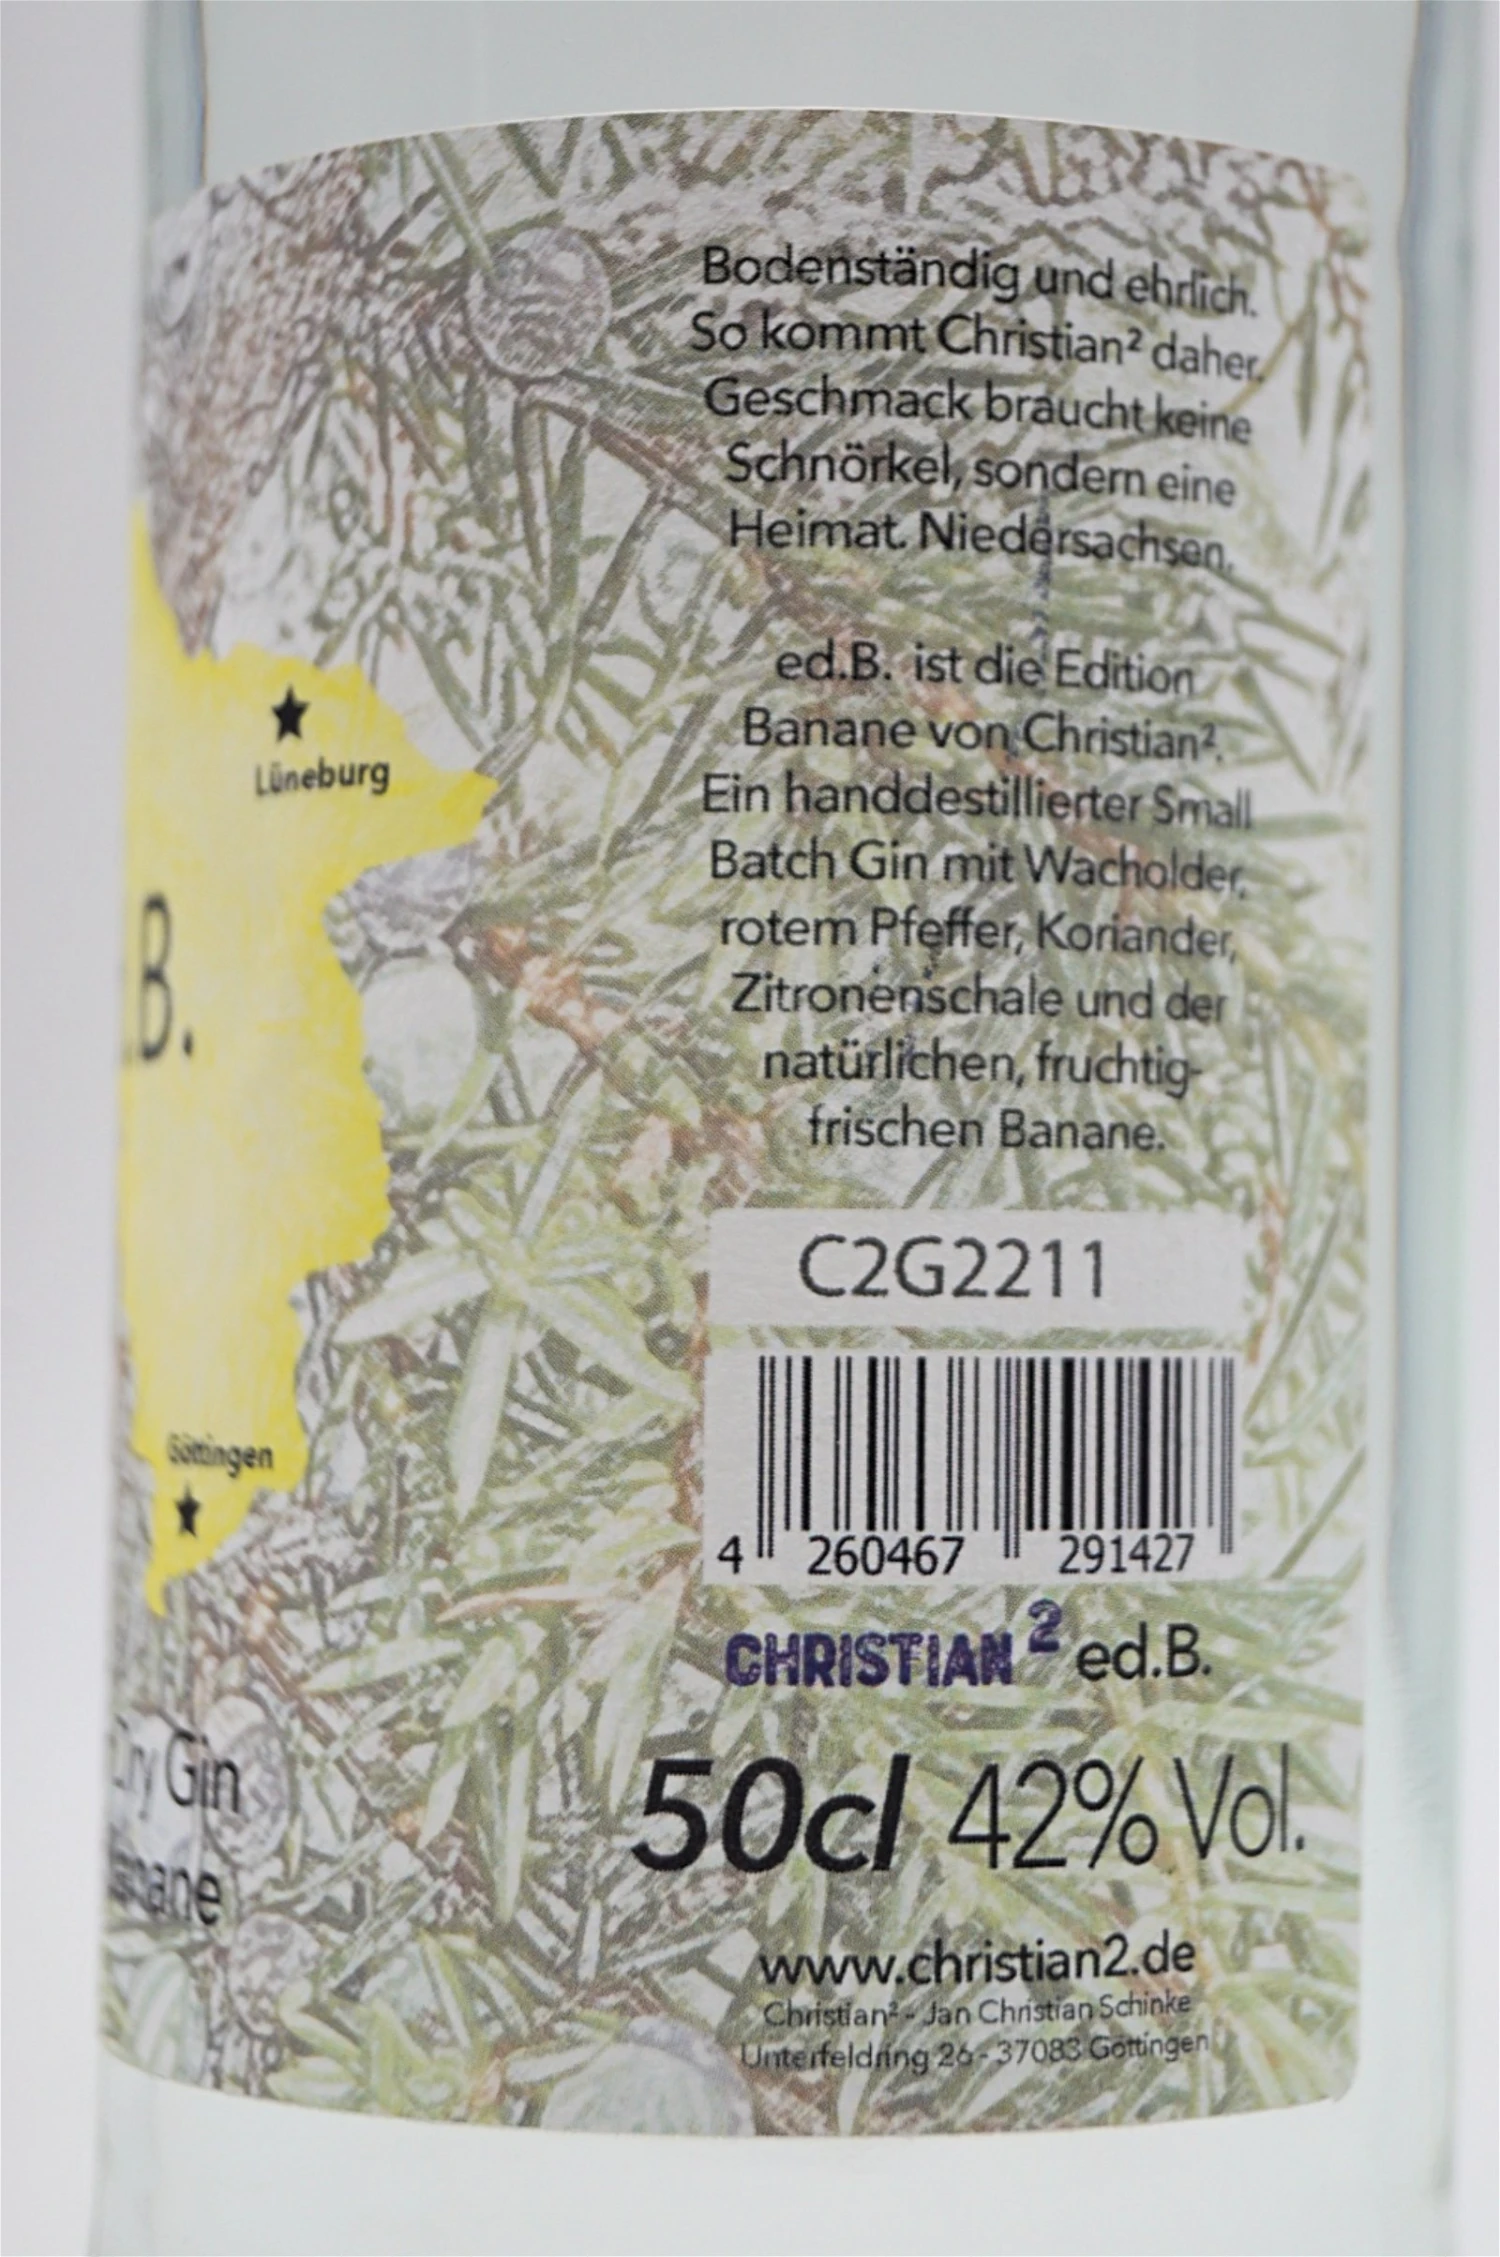 Bodenständig und ehrlich.
So kommt Christian² daher.
Geschmack braucht keine
Schnörkel, sondern eine
Heimat. Niedersachsen.
ed.B. ist die Edition
Banane von Christian².
Ein handdestillierter Small
Batch Gin mit Wacholder,
rotem Pfeffer, Koriander,
Zitronenschale und der
natürlichen, fruchtig-
frischen Banane.
C2G2211
4 260467 291427
CHRISTIAN² ed.B.
50cl 42% Vol.
www.christian2.de
Christian² - Jan Christian Schinke
Unterfeldring 26 - 37083 Göttingen
Lüneburg
.B.
Göttingen
Dry Gin